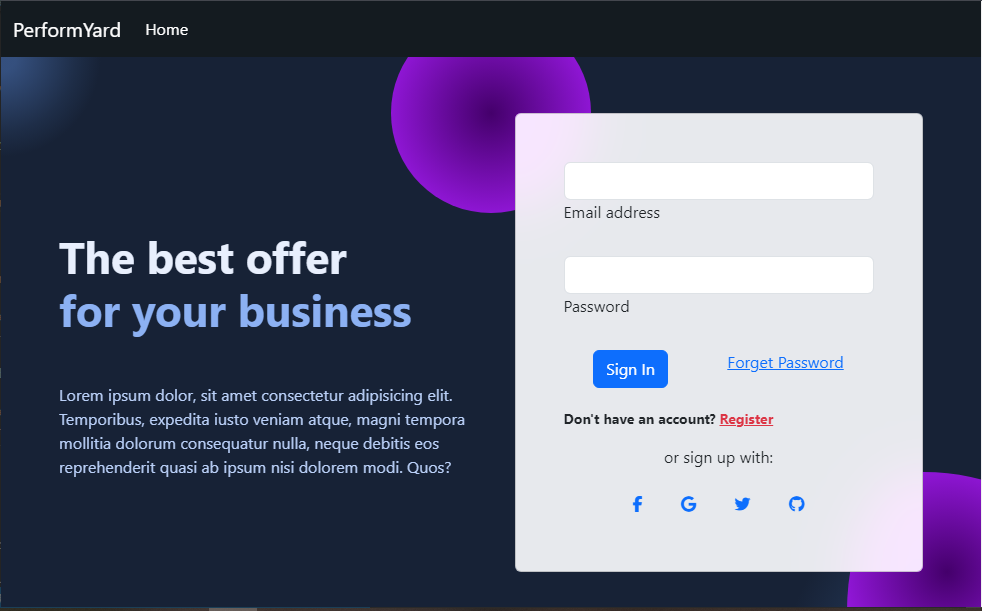 PerformYard Home
The best offer
for your business
Lorem ipsum dolor, sit amet consectetur adipisicing elit.
Temporibus, expedita iusto veniam atque, magni tempora
mollitia dolorum consequatur nulla, neque debitis eos
reprehenderit quasi ab ipsum nisi dolorem modi. Quos?
Email address
Password
Sign In Forget Password
Don't have an account? Register
or sign up with: